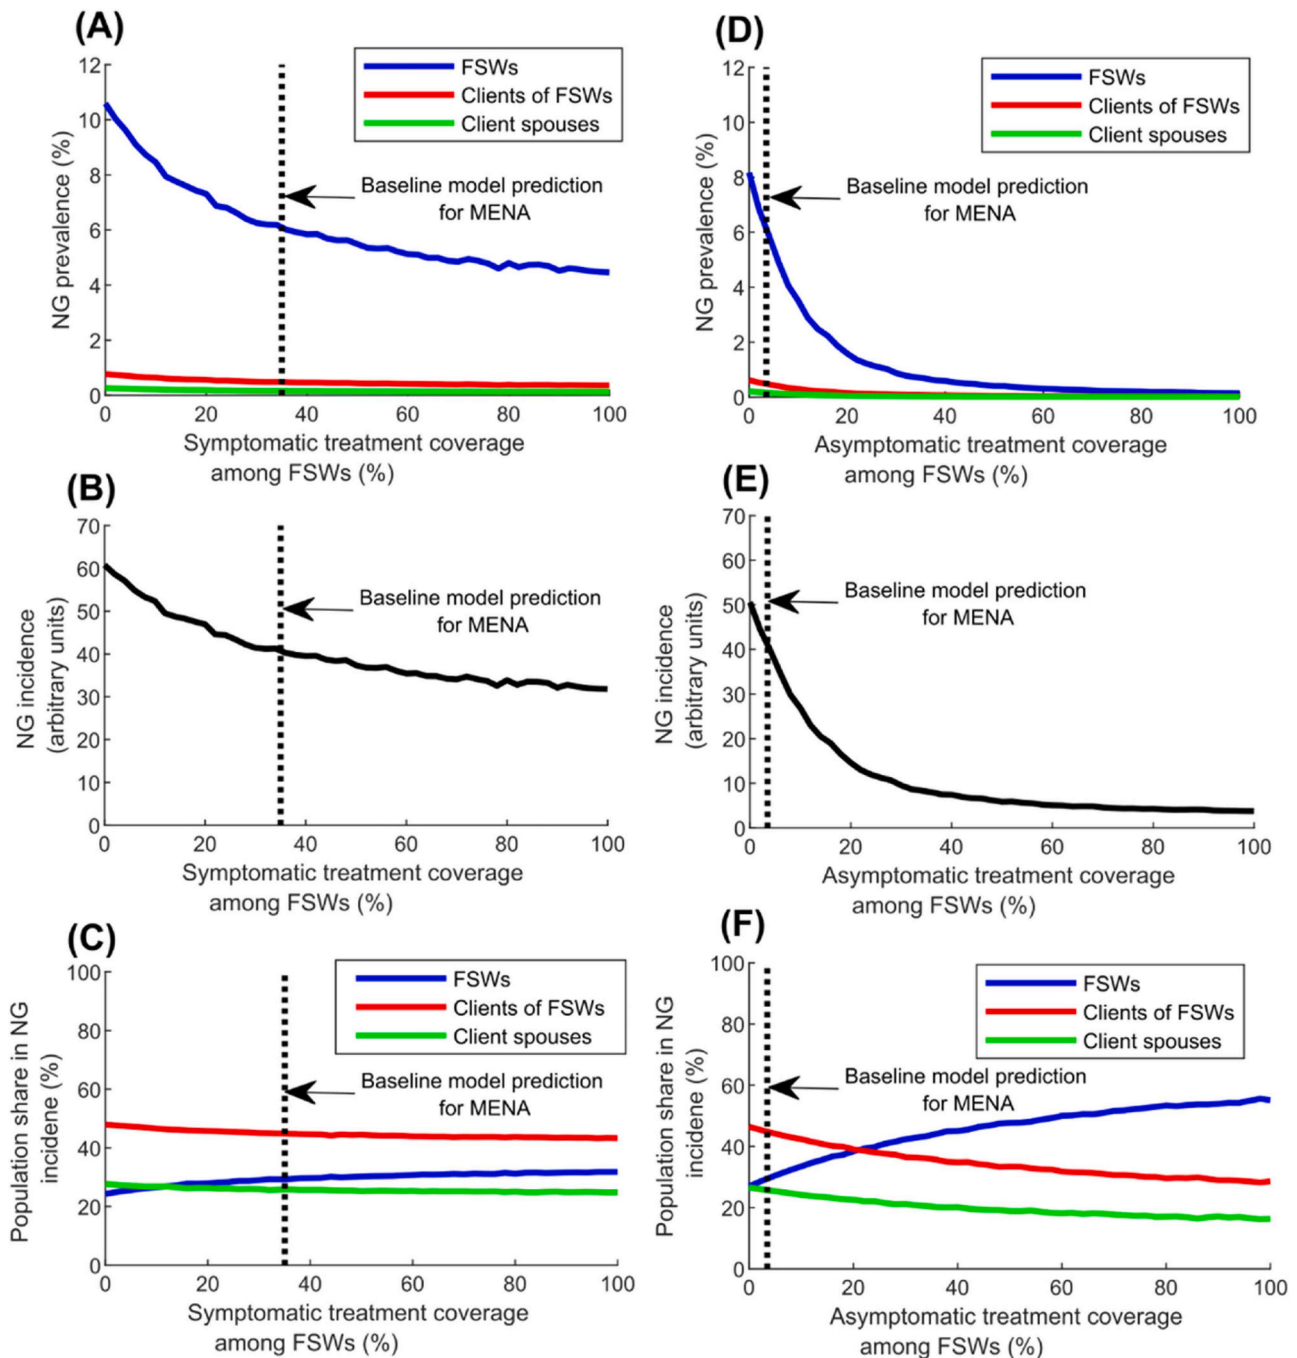 (A)
12
10
8
6
4
2
0
NG prevalence (%)
FSWs
Clients of FSWs
Client spouses
Baseline model prediction
for MENA
0 20 40 60 80 100
Symptomatic treatment coverage
among FSWs (%)
(D)
12
10
8
6
4
2
0
NG prevalence (%)
FSWs
Clients of FSWs
Client spouses
Baseline model prediction
for MENA
0 20 40 60 80 100
Asymptomatic treatment coverage
among FSWs (%)
(B)
70
60
50
40
30
20
10
0
NG incidence
(arbitrary units)
Baseline model prediction
for MENA
0 20 40 60 80 100
Symptomatic treatment coverage
among FSWs (%)
(E)
70
60
50
40
30
20
10
0
NG incidence
(arbitrary units)
Baseline model prediction
for MENA
0 20 40 60 80 100
Asymptomatic treatment coverage
among FSWs (%)
(C)
100
80
60
40
20
0
Population share in NG
incidene (%)
FSWs
Clients of FSWs
Client spouses
Baseline model prediction
for MENA
0 20 40 60 80 100
Symptomatic treatment coverage
among FSWs (%)
(F)
100
80
60
40
20
0
Population share in NG
incidene (%)
FSWs
Clients of FSWs
Client spouses
Baseline model prediction
for MENA
0 20 40 60 80 100
Asymptomatic treatment coverage
among FSWs (%)